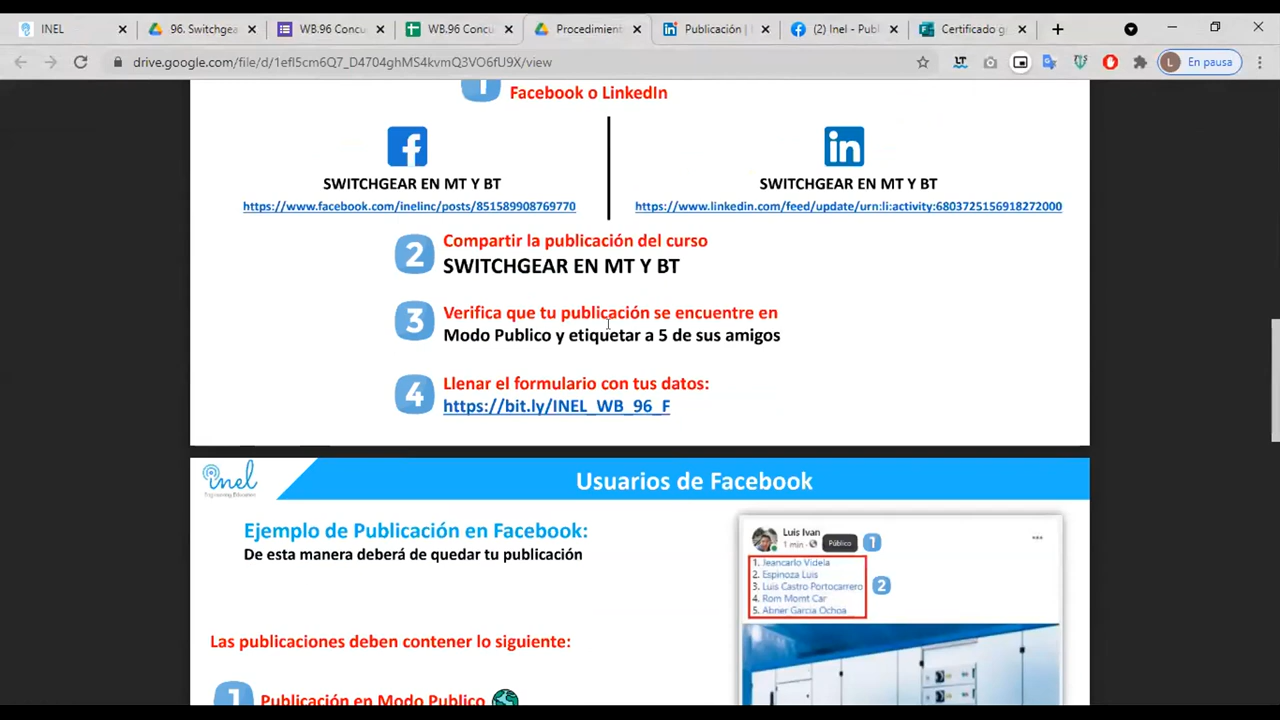 INEL
96. Switchgea
WB.96 Concu
WB.96 Concu
Procedimient
Publicación |
(2) Inel - Pub
Certificado g
drive.google.com/file/d/1efI5cm6Q7_D4704ghMS4kvmQ3VO6fU9X/view
En pausa
1
Facebook o LinkedIn
SWITCHGEAR EN MT Y BT
https://www.facebook.com/inelinc/posts/851589908769770
SWITCHGEAR EN MT Y BT
https://www.linkedin.com/feed/update/urn:li:activity:6803725156918272000
2
Compartir la publicación del curso
SWITCHGEAR EN MT Y BT
3
Verifica que tu publicación se encuentre en
Modo Publico y etiquetar a 5 de sus amigos
4
Llenar el formulario con tus datos:
https://bit.ly/INEL_WB_96_F
inel
Usuarios de Facebook
Ejemplo de Publicación en Facebook:
De esta manera deberá de quedar tu publicación
Las publicaciones deben contener lo siguiente:
1
Publicación en Modo Publico
Luis Ivan
1 min
Público
1
1. Jeancarlo Videla
2. Espinoza Luis
3. Luis Castro Portocarrero
4. Rom Momt Car
5. Abner Garcia Ochoa
2